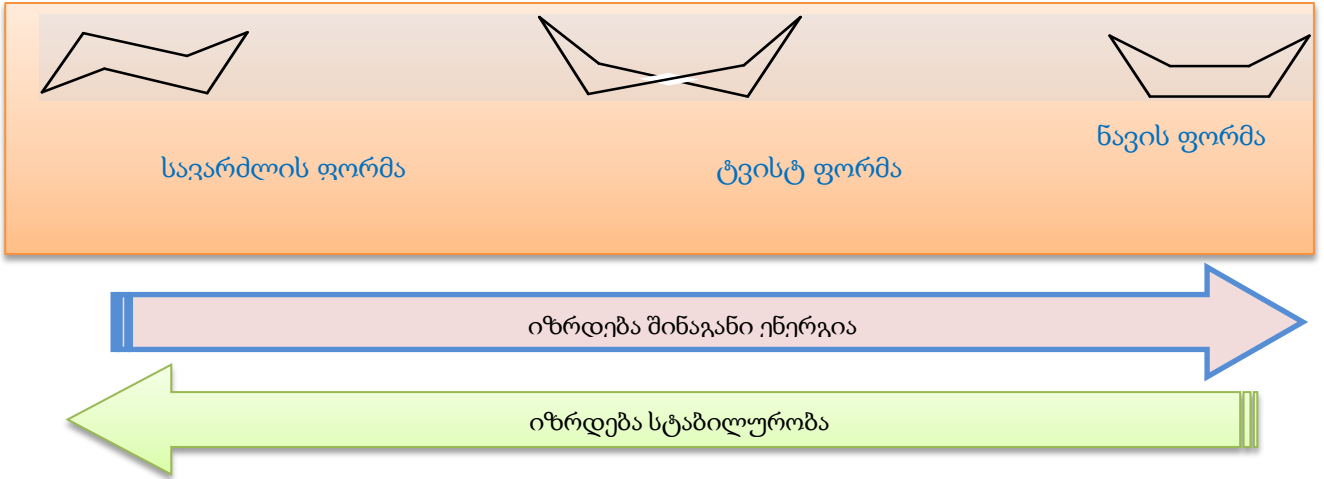 სავარძლის ფორმა
ტვისტ ფორმა
ნავის ფორმა
იზრდება შინაგანი ენერგია
იზრდება სტაბილურობა